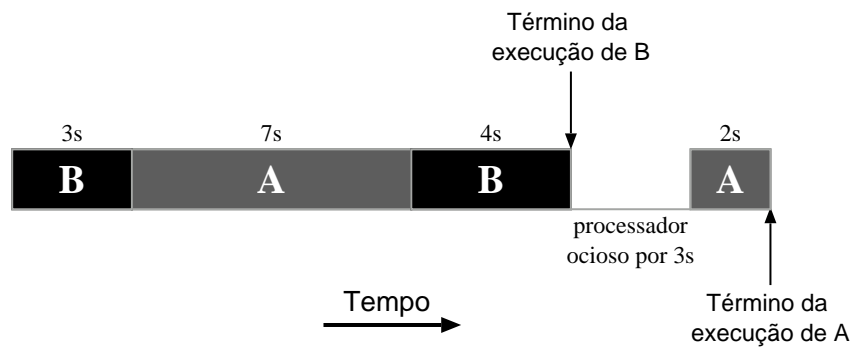 Término da
execução de B
3s
7s
4s
2s
B
A
B
A
processador
ocioso por 3s
Tempo
Término da
execução de A